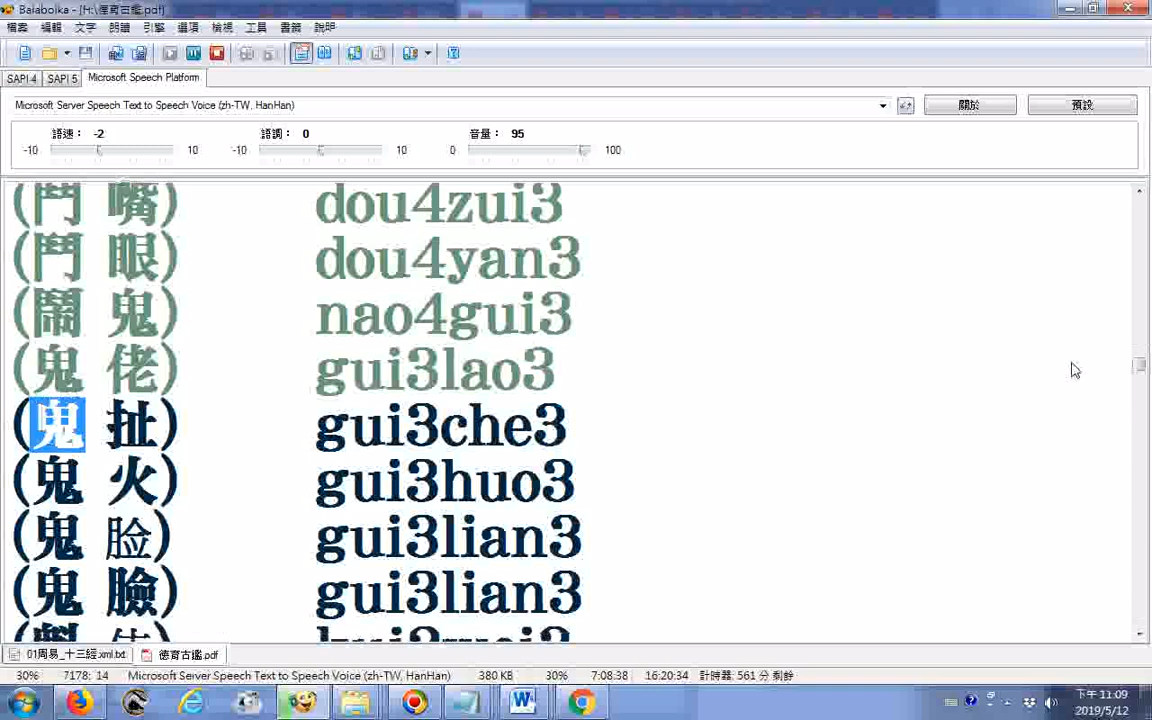 Balabolka - [H:\德育古鑑.pdf]
檔案 編輯 文字 朗讀 引擎 選項 檢視 工具 書籤 說明
SAPI 4 SAPI 5 Microsoft Speech Platform
Microsoft Server Speech Text to Speech Voice (zh-TW, HanHan) 關於 預設
語速： -2 語調： 0 音量： 95
-10 10 -10 10 0 100
(鬥 嘴) dou4zui3
(鬥 眼) dou4yan3
(鬧 鬼) nao4gui3
(鬼 佬) gui3lao3
(鬼 扯) gui3che3
(鬼 火) gui3huo3
(鬼 脸) gui3lian3
(鬼 臉) gui3lian3
01周易_十三經.xml.txt 德育古鑑.pdf
30% 7178: 14 Microsoft Server Speech Text to Speech Voice (zh-TW, HanHan) 380 KB 30% 7:08:38 16:20:34 計時器: 561 分 剩餘
下午 11:09
2019/5/12